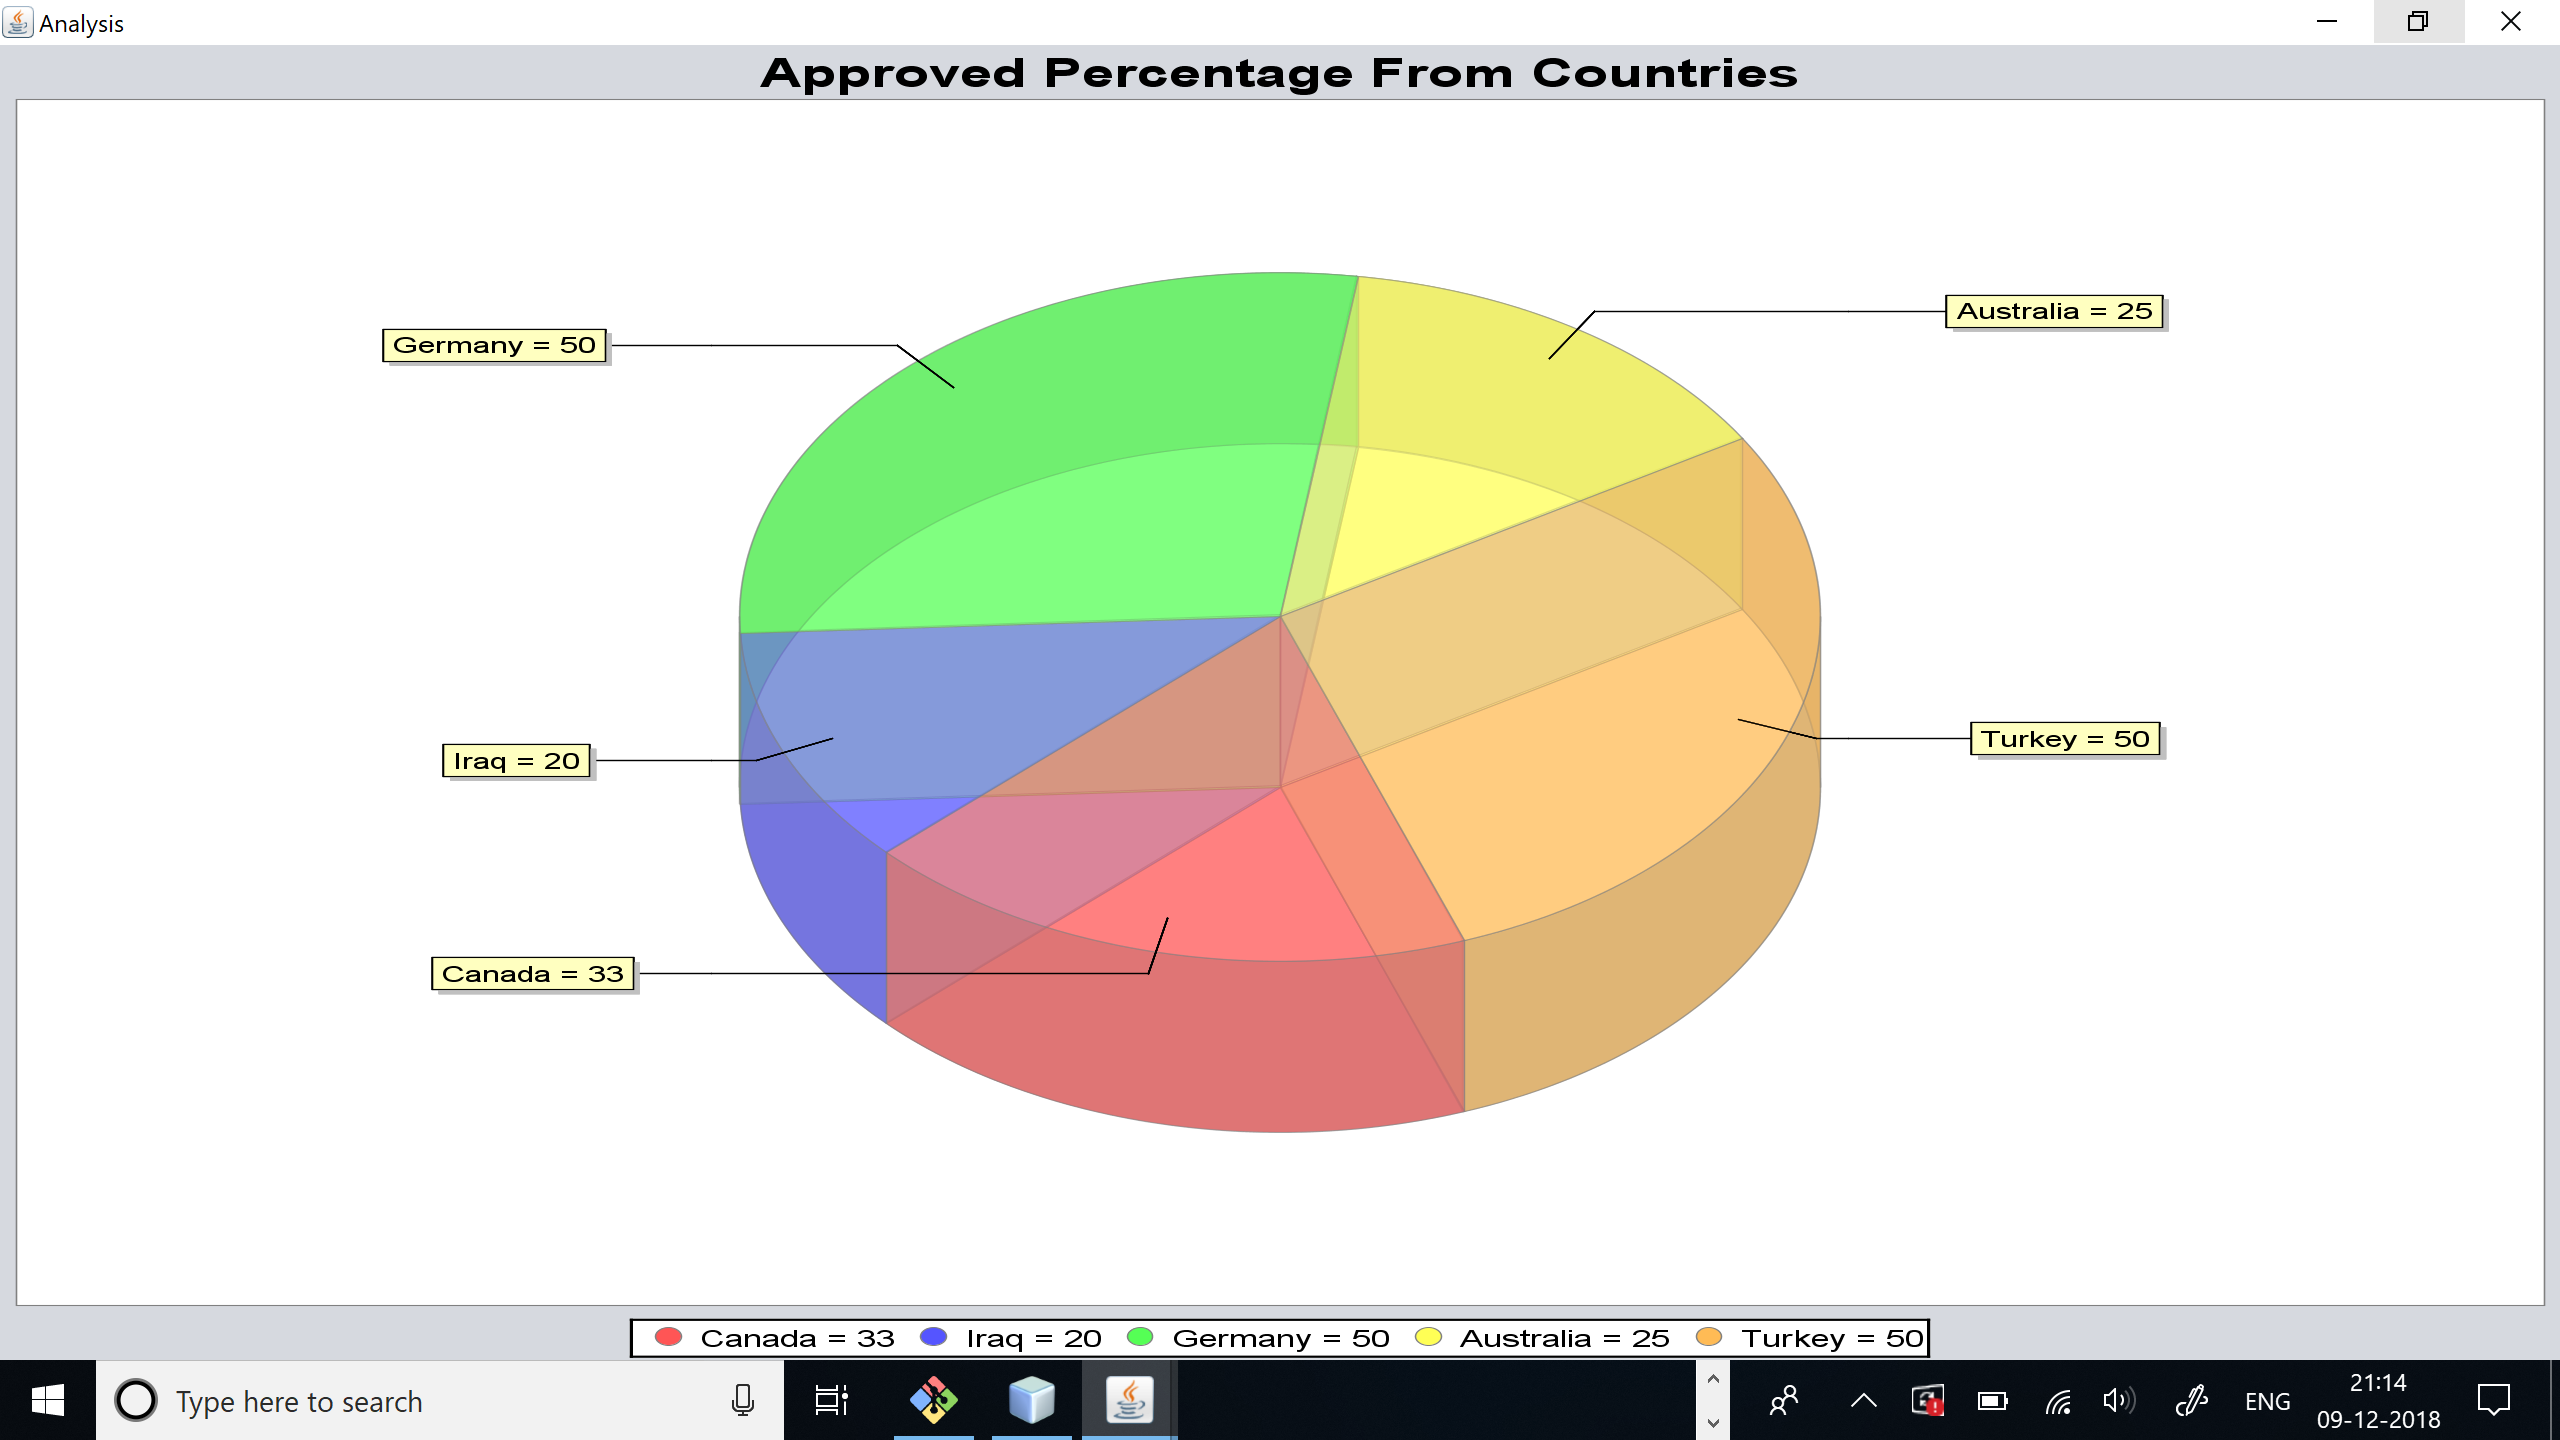 Analysis
Approved Percentage From Countries
Australia = 25
Germany = 50
Turkey = 50
Iraq = 20
Canada = 33
Canada = 33 Iraq = 20 Germany = 50 Australia = 25 Turkey = 50
Type here to search
ENG
21:14
09-12-2018